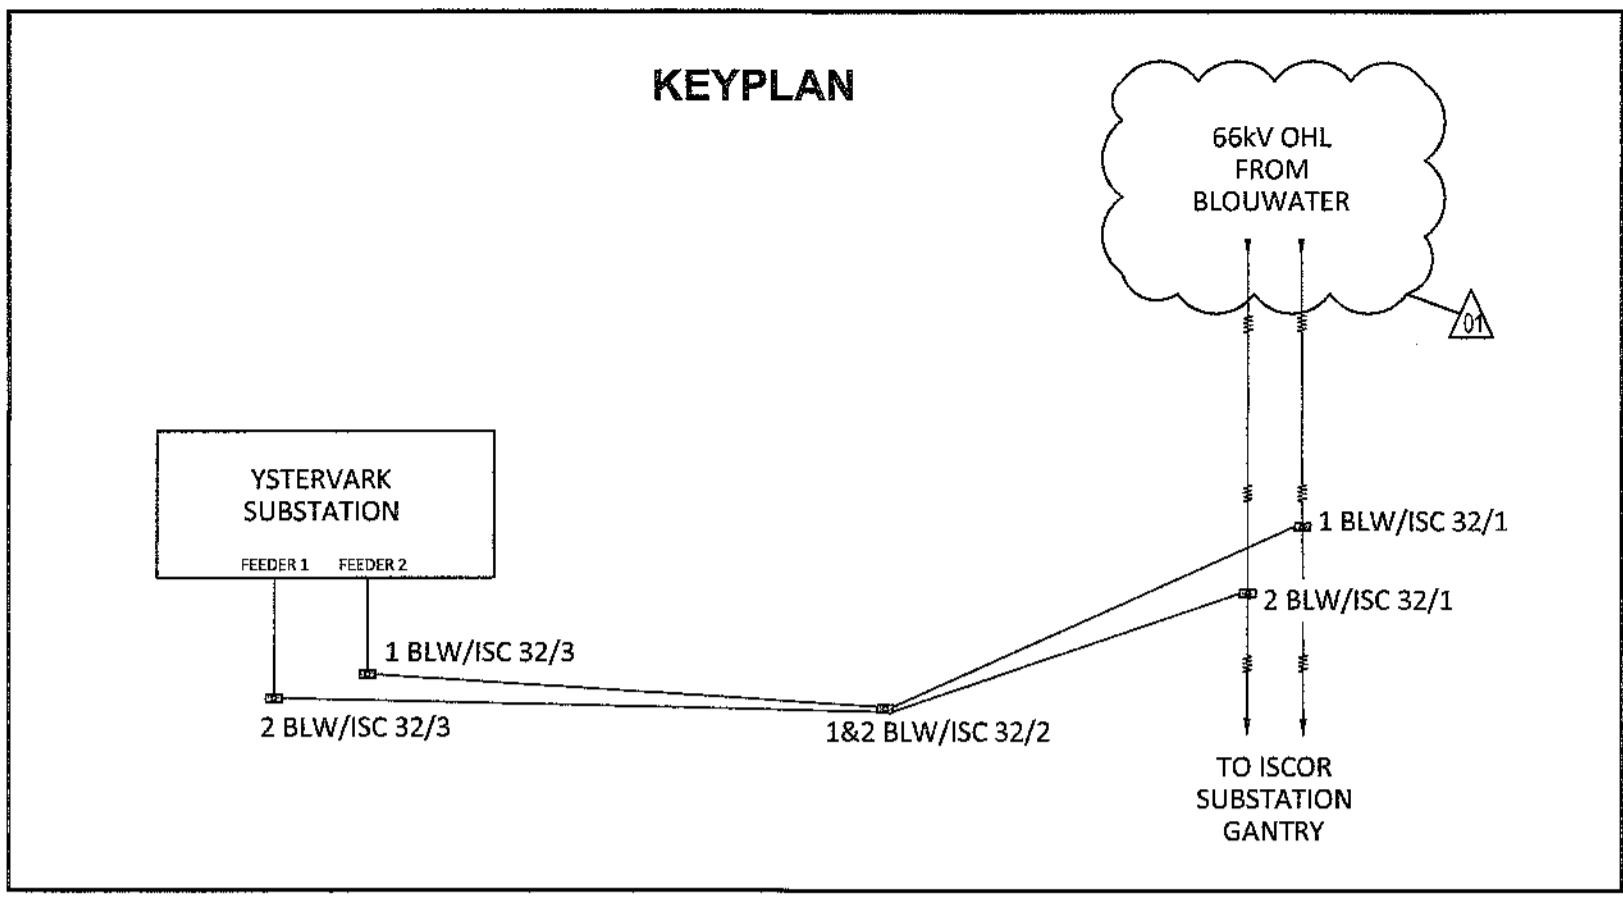 KEYPLAN
66kV OHL
FROM
BLOUWATER
01
YSTERVARK
SUBSTATION
FEEDER 1
FEEDER 2
1 BLW/ISC 32/1
2 BLW/ISC 32/1
1 BLW/ISC 32/3
2 BLW/ISC 32/3
1&2 BLW/ISC 32/2
TO ISCOR
SUBSTATION
GANTRY